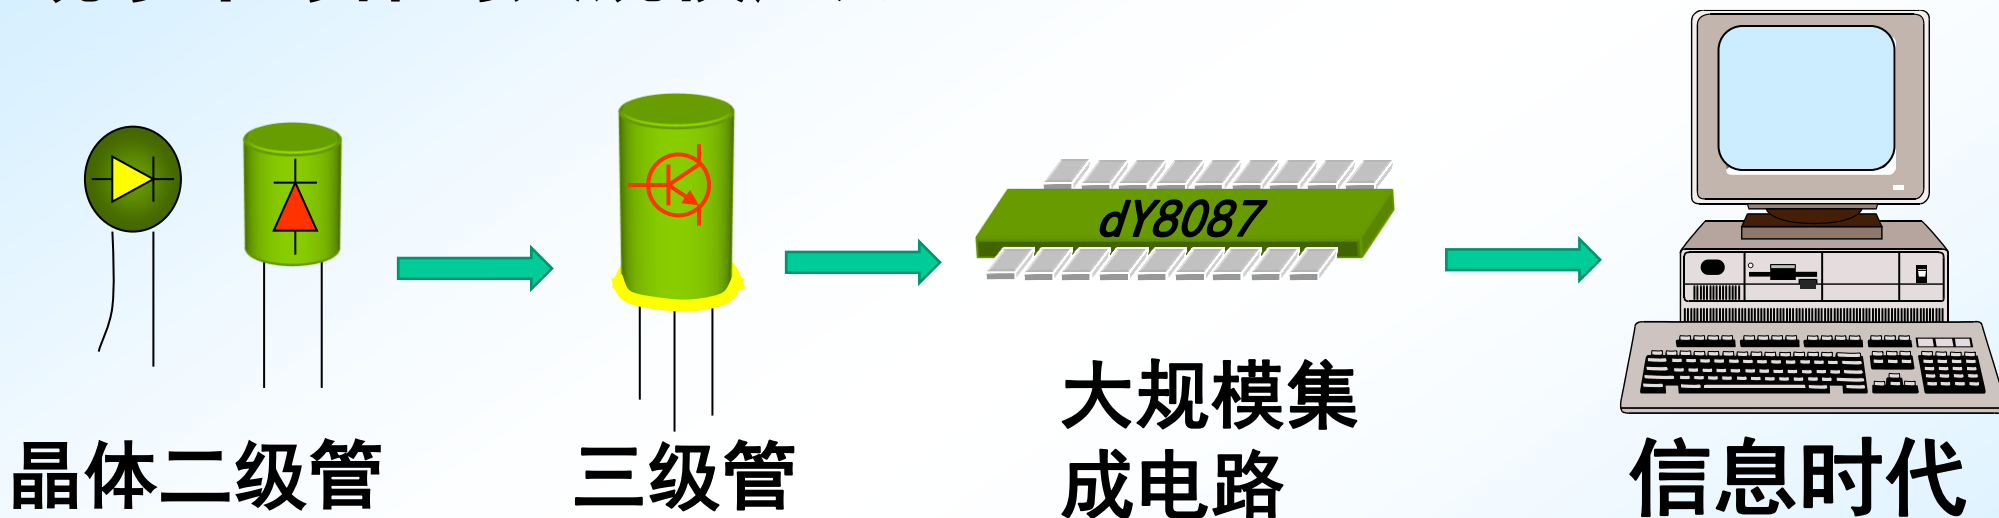 dY8087
大规模集
成电路
晶体二级管
三级管
信息时代